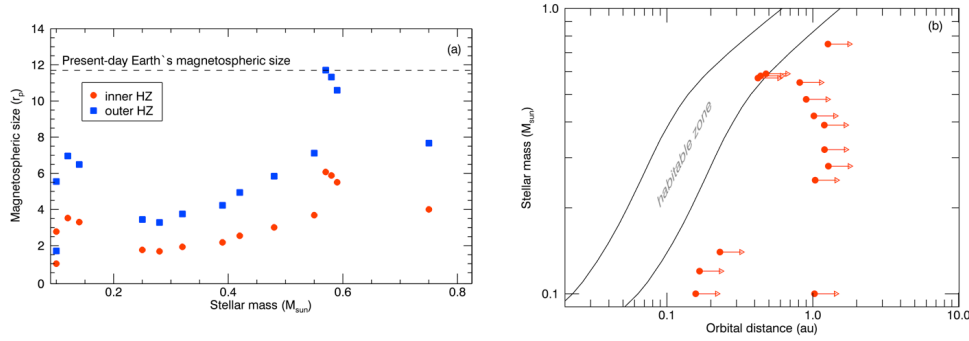 14
12
10
8
6
4
2
0
Magnetospheric size (rp)
Present-day Earth`s magnetospheric size
(a)
inner HZ
outer HZ
0.2
0.4
0.6
0.8
Stellar mass (Msun)
1.0
0.1
Stellar mass (Msun)
(b)
habitable zone
0.1
1.0
10.0
Orbital distance (au)